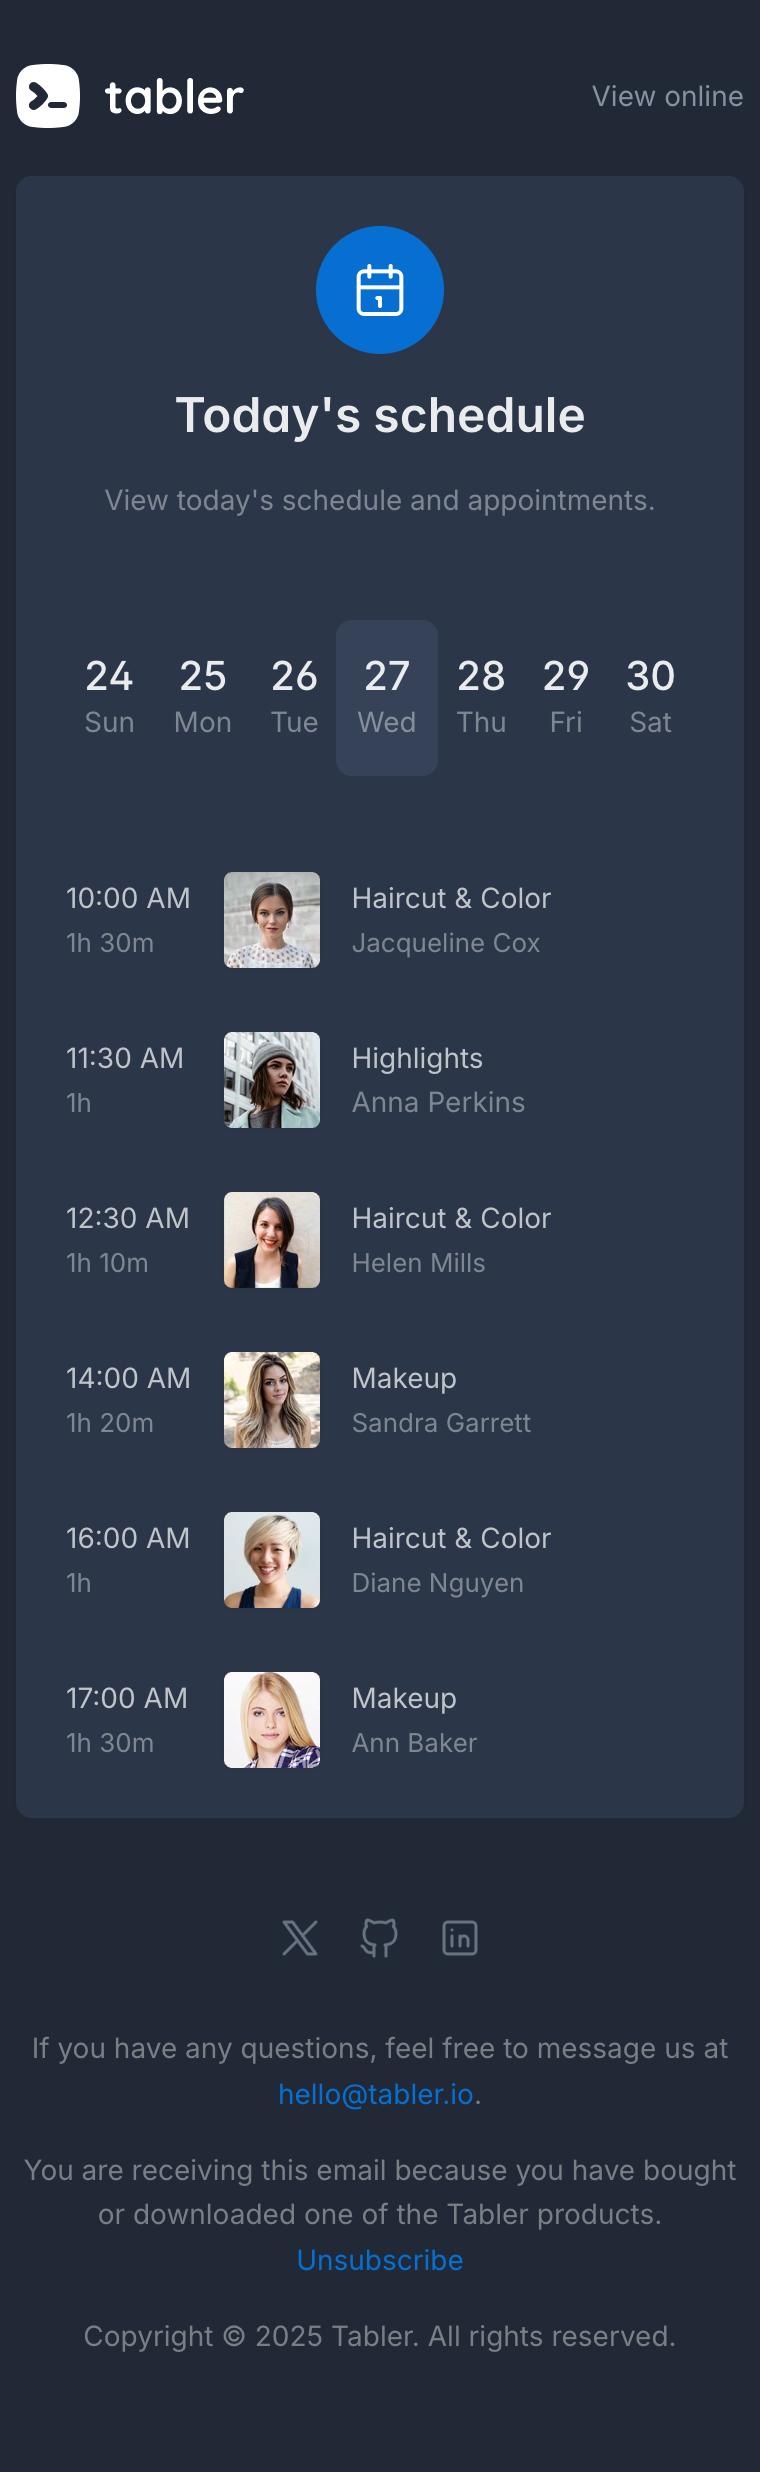 tabler
View online
Today's schedule
View today's schedule and appointments.
24 25 26 27 28 29 30
Sun Mon Tue Wed Thu Fri Sat
10:00 AM Haircut & Color
1h 30m Jacqueline Cox
11:30 AM Highlights
1h Anna Perkins
12:30 AM Haircut & Color
1h 10m Helen Mills
14:00 AM Makeup
1h 20m Sandra Garrett
16:00 AM Haircut & Color
1h Diane Nguyen
17:00 AM Makeup
1h 30m Ann Baker
If you have any questions, feel free to message us at
hello@tabler.io.
You are receiving this email because you have bought
or downloaded one of the Tabler products.
Unsubscribe
Copyright © 2025 Tabler. All rights reserved.